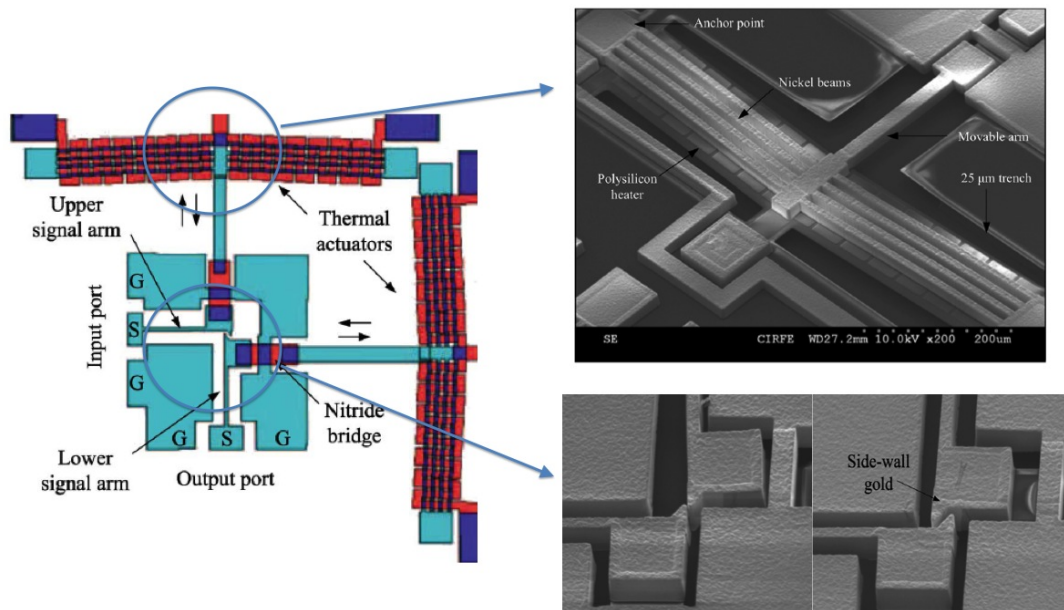 Upper
signal arm
Thermal
actuators
Input port
G
S
G
G
S
G
Nitride
bridge
Lower
signal arm
Output port
Anchor point
Nickel beams
Movable arm
Polysilicon
heater
25 μm trench
SE
CIRFE WD27.2mm 10.0kV x200 200um
Side-wall
gold